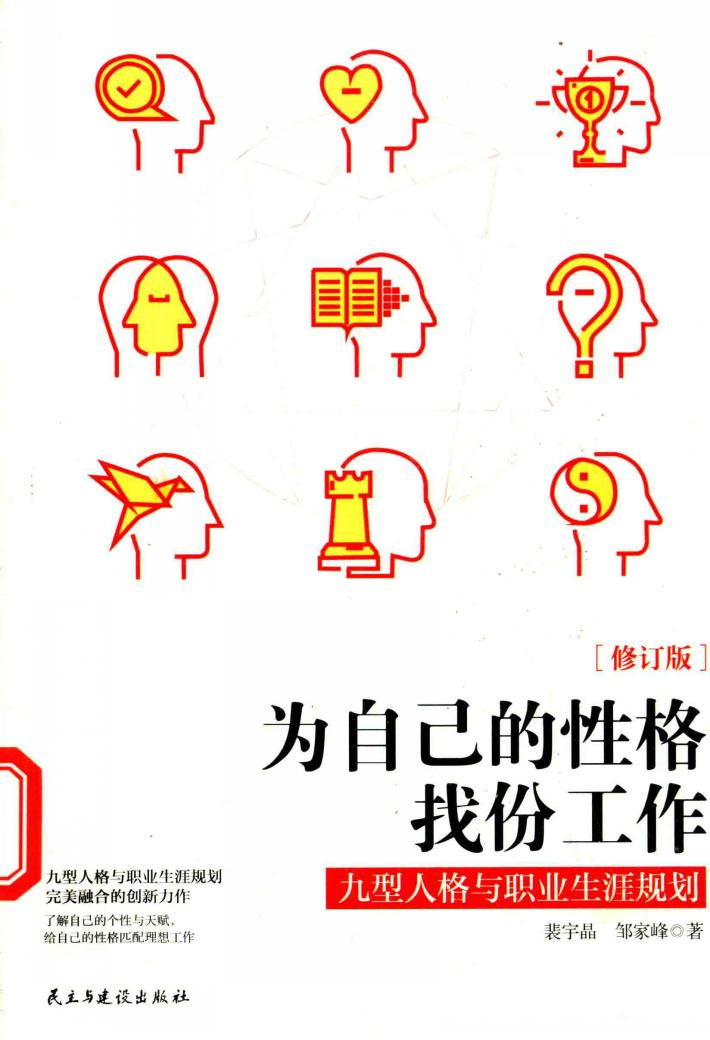 [修订版]
为自己的性格
找份工作
九型人格与职业生涯规划
裴宇晶 邹家峰◎著
九型人格与职业生涯规划
完美融合的创新力作
了解自己的个性与天赋,
给自己的性格匹配理想工作
民主与建设出版社
1